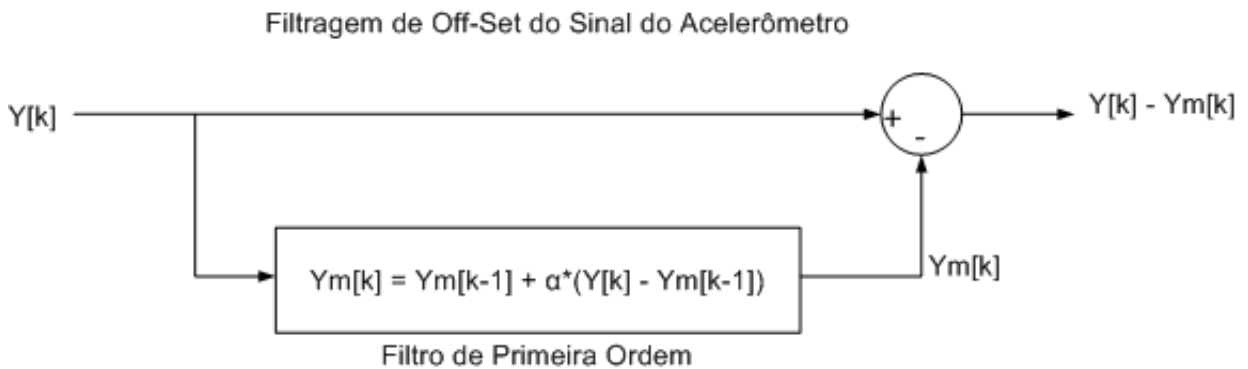 Filtragem de Off-Set do Sinal do Acelerômetro
Y[k]
+
-
Y[k] - Ym[k]
Ym[k] = Ym[k-1] + α*(Y[k] - Ym[k-1])
Ym[k]
Filtro de Primeira Ordem